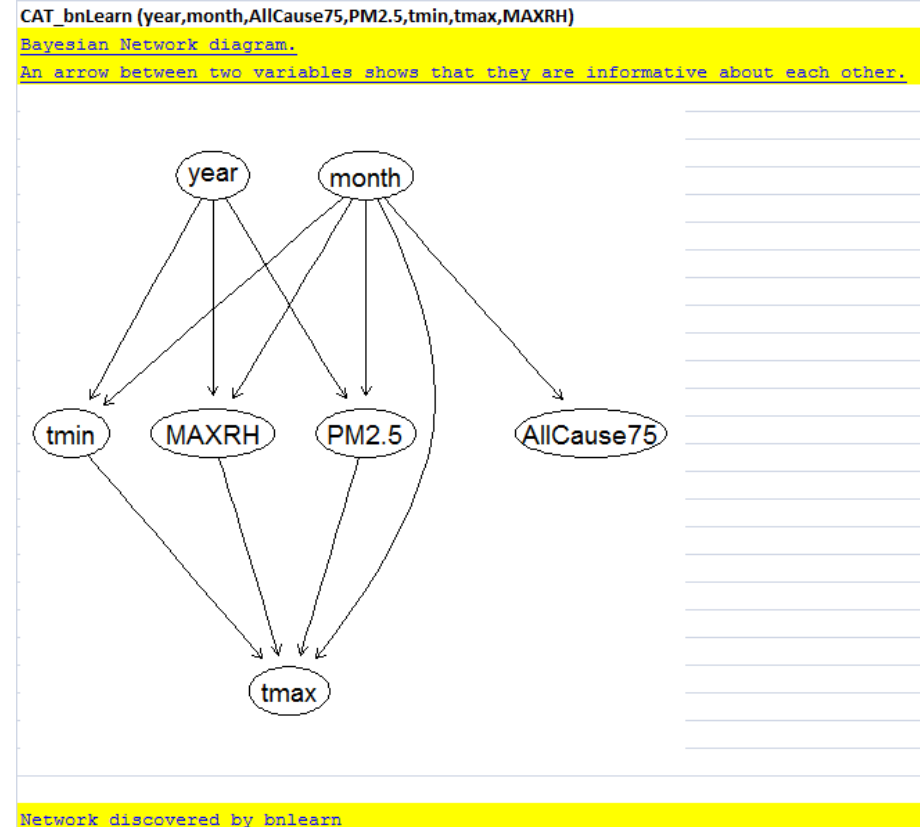 CAT_bnLearn (year,month,AllCause75,PM2.5,tmin,tmax,MAXRH)
Bayesian Network diagram.
An arrow between two variables shows that they are informative about each other.
year month
tmin MAXRH PM2.5 AllCause75
tmax
Network discovered by bnlearn